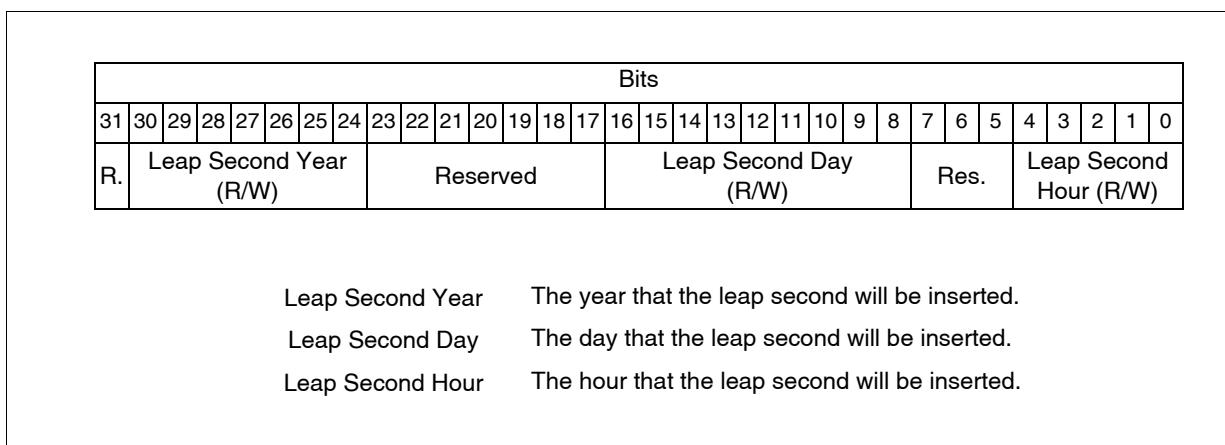 Bits
31 30 29 28 27 26 25 24 23 22 21 20 19 18 17 16 15 14 13 12 11 10 9 8 7 6 5 4 3 2 1 0
R. Leap Second Year (R/W) Reserved Leap Second Day (R/W) Res. Leap Second Hour (R/W)
Leap Second Year The year that the leap second will be inserted.
Leap Second Day The day that the leap second will be inserted.
Leap Second Hour The hour that the leap second will be inserted.